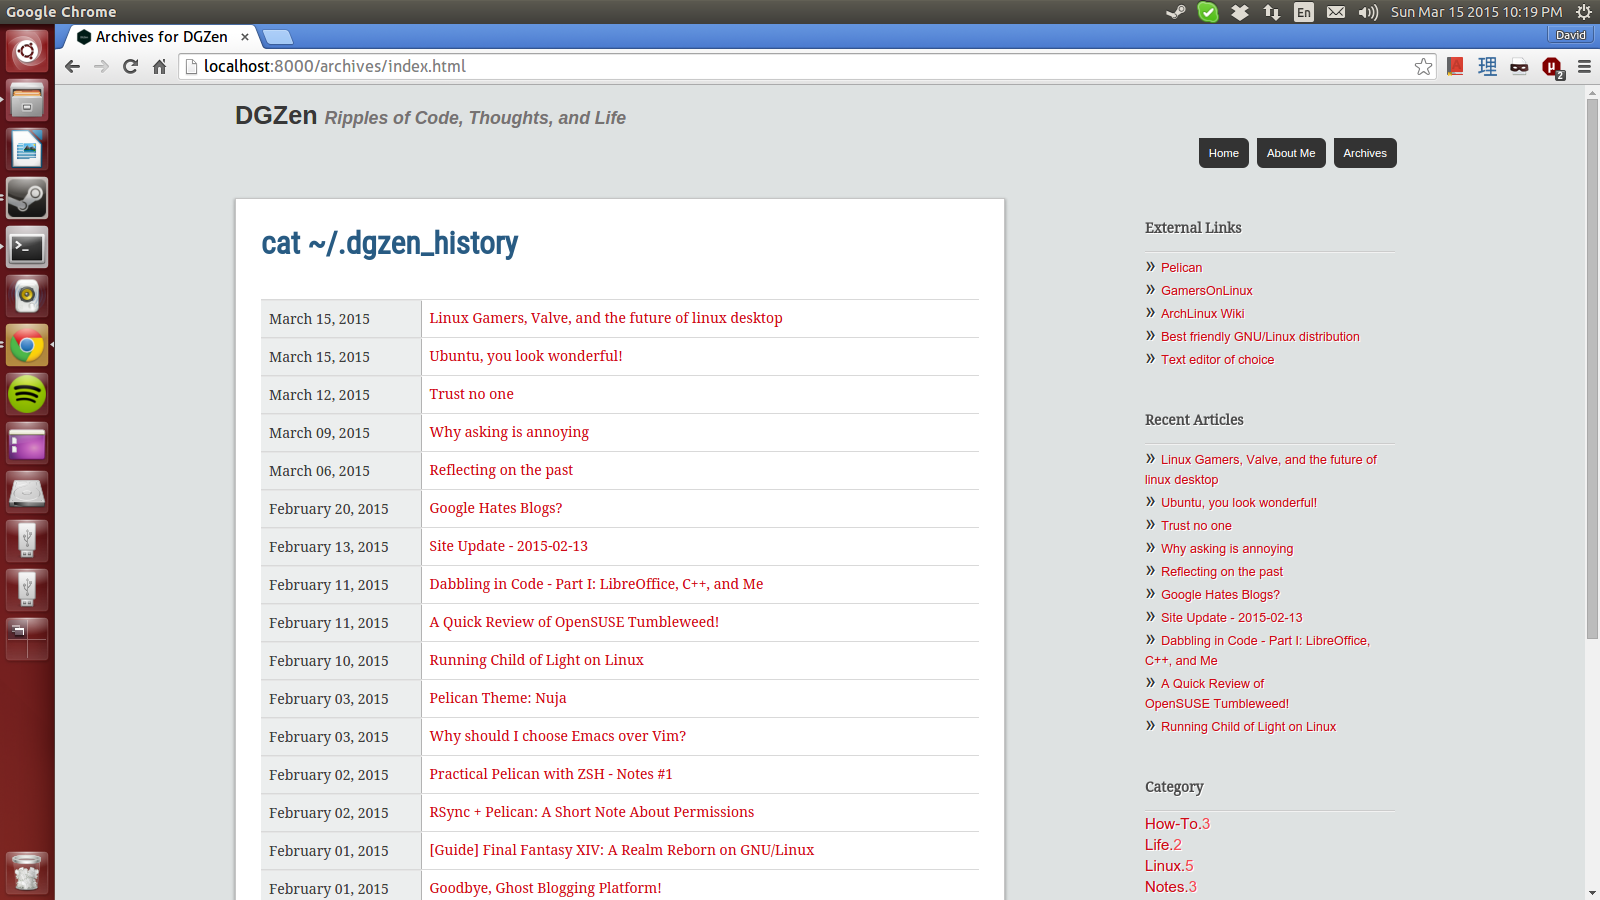 Google Chrome
En
Sun Mar 15 2015 10:19 PM
Archives for DGZen
David
localhost:8000/archives/index.html
理
2
DGZen Ripples of Code, Thoughts, and Life
Home
About Me
Archives
cat ~/.dgzen_history
March 15, 2015 Linux Gamers, Valve, and the future of linux desktop
March 15, 2015 Ubuntu, you look wonderful!
March 12, 2015 Trust no one
March 09, 2015 Why asking is annoying
March 06, 2015 Reflecting on the past
February 20, 2015 Google Hates Blogs?
February 13, 2015 Site Update - 2015-02-13
February 11, 2015 Dabbling in Code - Part I: LibreOffice, C++, and Me
February 11, 2015 A Quick Review of OpenSUSE Tumbleweed!
February 10, 2015 Running Child of Light on Linux
February 03, 2015 Pelican Theme: Nuja
February 03, 2015 Why should I choose Emacs over Vim?
February 02, 2015 Practical Pelican with ZSH - Notes #1
February 02, 2015 RSync + Pelican: A Short Note About Permissions
February 01, 2015 [Guide] Final Fantasy XIV: A Realm Reborn on GNU/Linux
February 01, 2015 Goodbye, Ghost Blogging Platform!
External Links
» Pelican
» GamersOnLinux
» ArchLinux Wiki
» Best friendly GNU/Linux distribution
» Text editor of choice
Recent Articles
» Linux Gamers, Valve, and the future of
linux desktop
» Ubuntu, you look wonderful!
» Trust no one
» Why asking is annoying
» Reflecting on the past
» Google Hates Blogs?
» Site Update - 2015-02-13
» Dabbling in Code - Part I: LibreOffice,
C++, and Me
» A Quick Review of
OpenSUSE Tumbleweed!
» Running Child of Light on Linux
Category
How-To.3
Life.2
Linux.5
Notes.3